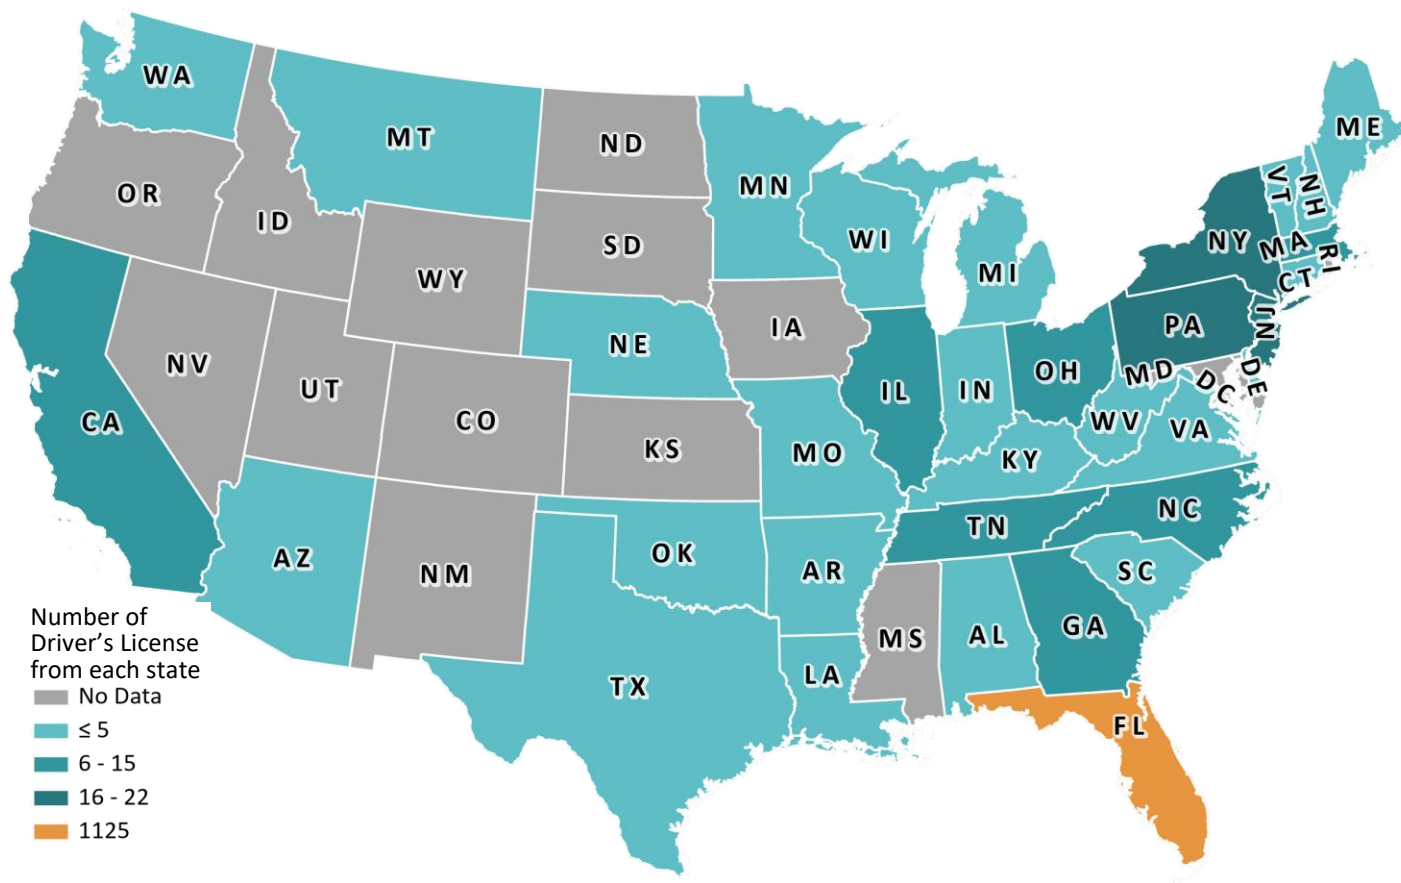 WA
MT
ND
MN
ME
OR
ID
SD
WI
MI
VT
NH
NY
MA
RI
CT
WY
IA
NE
PA
NJ
NV
UT
CO
IL
IN
OH
MD
DC
DE
CA
KS
MO
KY
WV
VA
AZ
NM
OK
AR
TN
NC
SC
MS
AL
GA
TX
LA
FL
Number of
Driver's License
from each state
No Data
≤ 5
6 - 15
16 - 22
1125